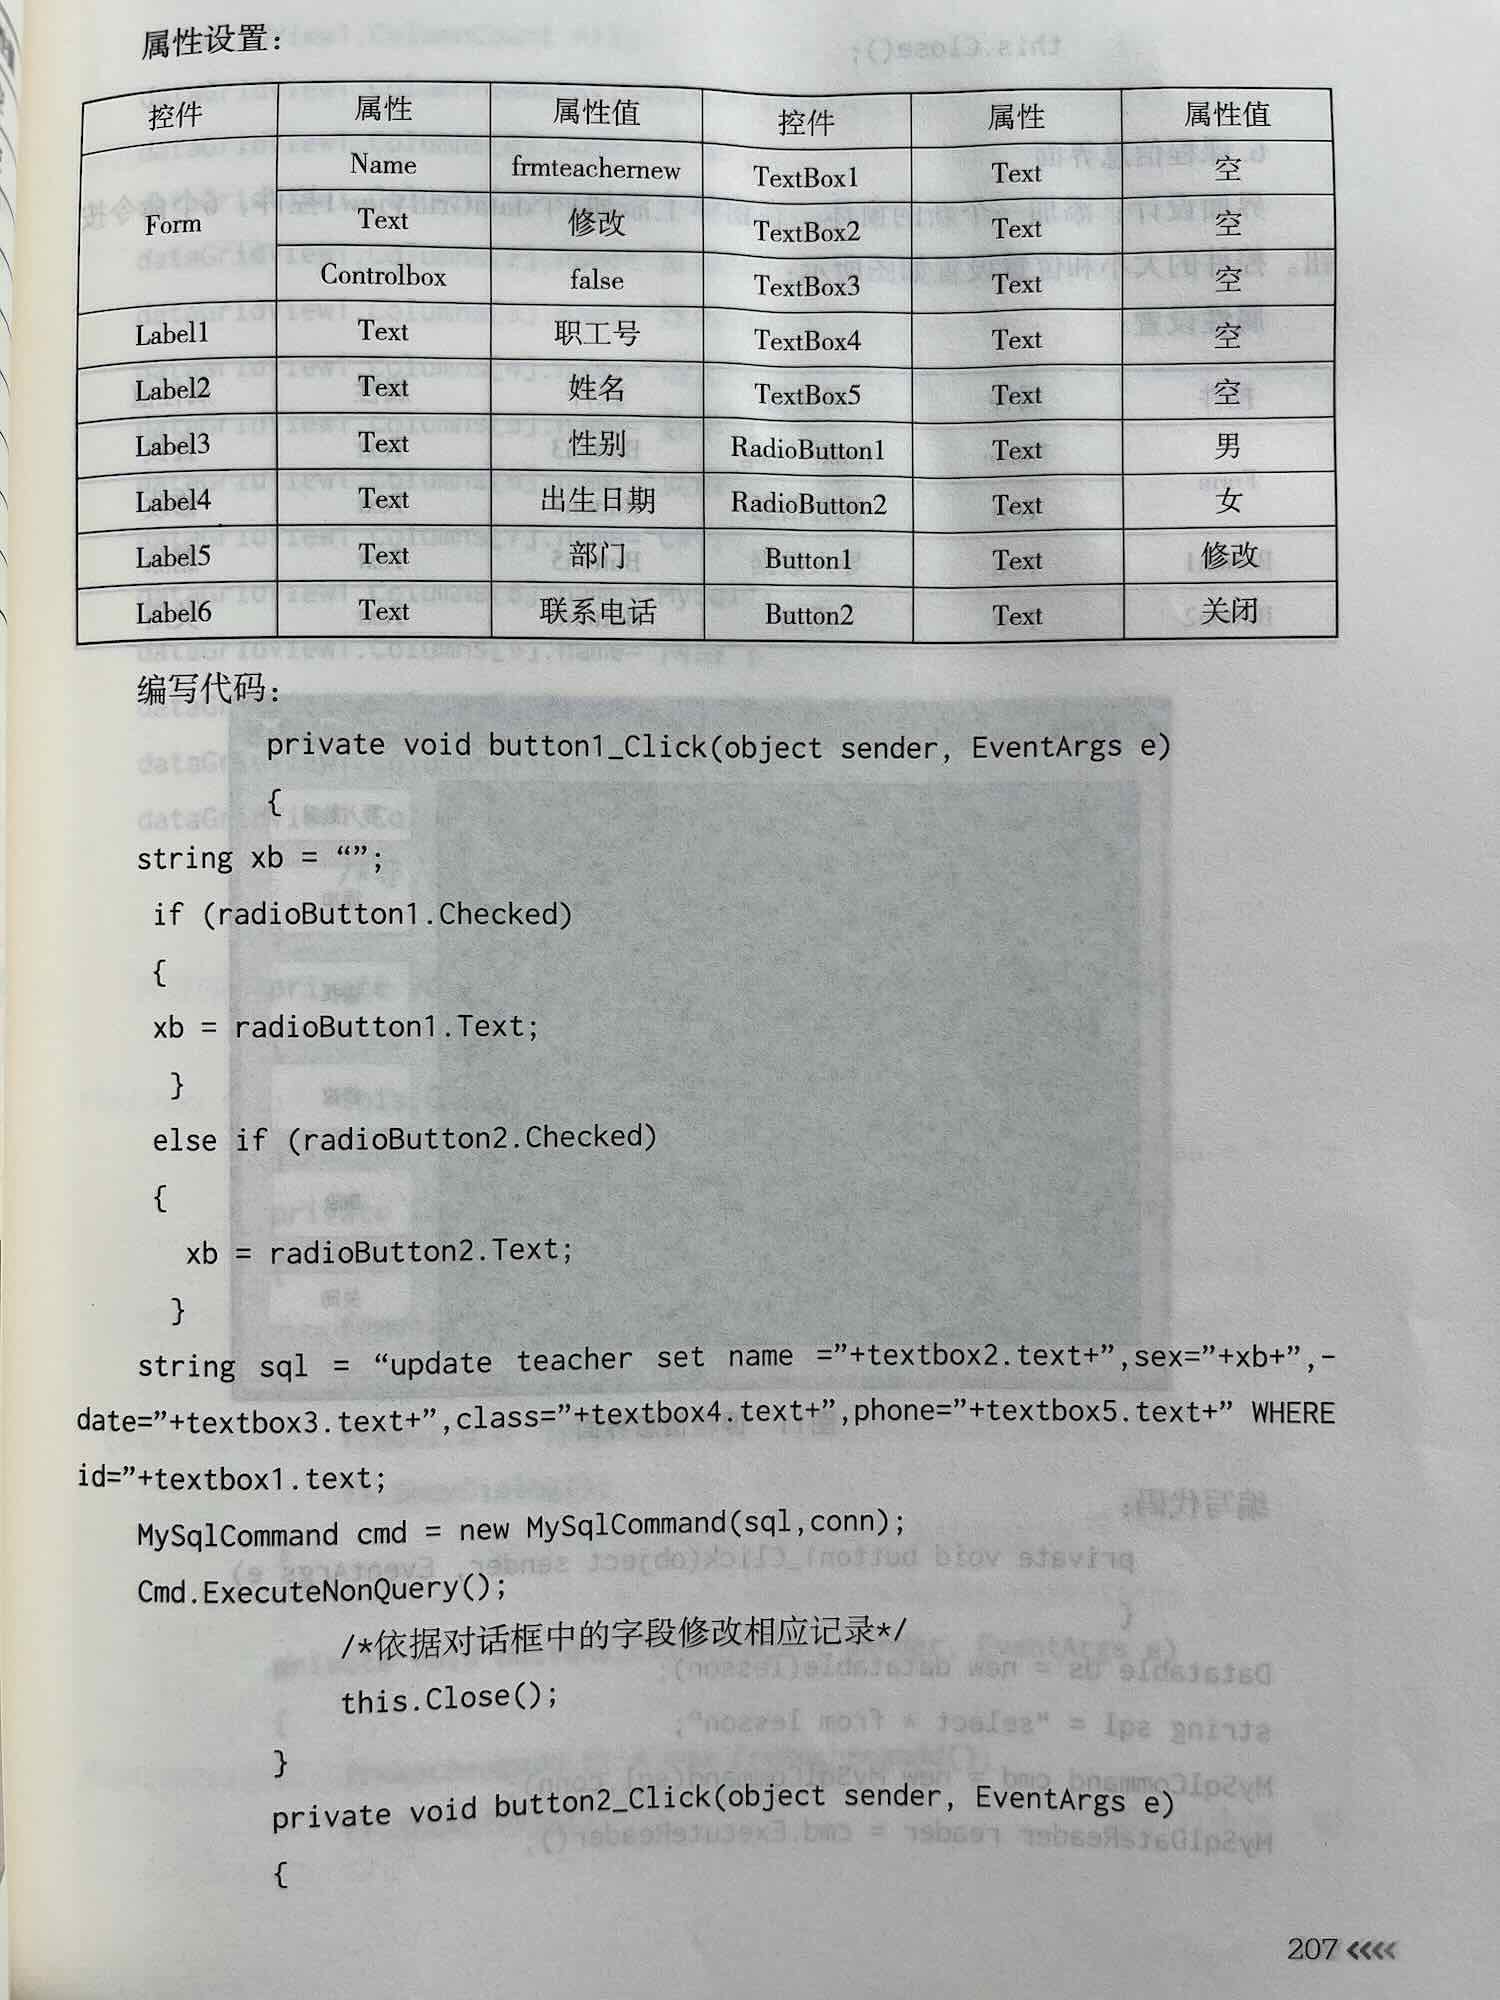 属性设置：
控件 属性 属性值 控件 属性 属性值
Form Name frmteachernew TextBox1 Text 空
Text 修改 TextBox2 Text 空
Controlbox false TextBox3 Text 空
Label1 Text 职工号 TextBox4 Text 空
Label2 Text 姓名 TextBox5 Text 空
Label3 Text 性别 RadioButton1 Text 男
Label4 Text 出生日期 RadioButton2 Text 女
Label5 Text 部门 Button1 Text 修改
Label6 Text 联系电话 Button2 Text 关闭
编写代码：
private void button1_Click(object sender, EventArgs e)
{
string xb = “”;
if (radioButton1.Checked)
{
xb = radioButton1.Text;
}
else if (radioButton2.Checked)
{
xb = radioButton2.Text;
}
string sql = “update teacher set name =”+textbox2.text+”,sex=”+xb+”,-
date=”+textbox3.text+”,class=”+textbox4.text+”,phone=”+textbox5.text+” WHERE
id=”+textbox1.text;
MySqlCommand cmd = new MySqlCommand(sql,conn);
Cmd.ExecuteNonQuery();
/*依据对话框中的字段修改相应记录*/
this.Close();
}
private void button2_Click(object sender, EventArgs e)
{
207